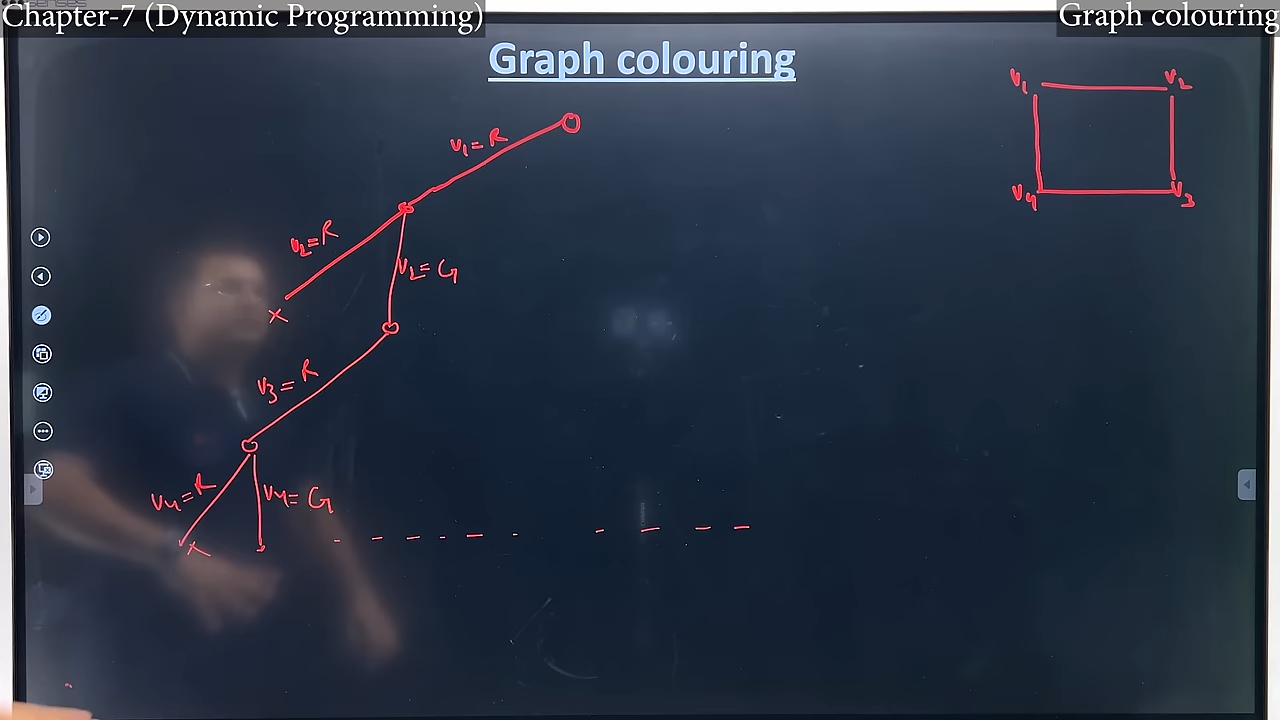 Chapter-7 (Dynamic Programming)
Graph colouring
Graph colouring
v₁ v₂
v₁=R
v₄ v₃
v₂=R
v₂=G
v₃=R
v₄=R v₄=G